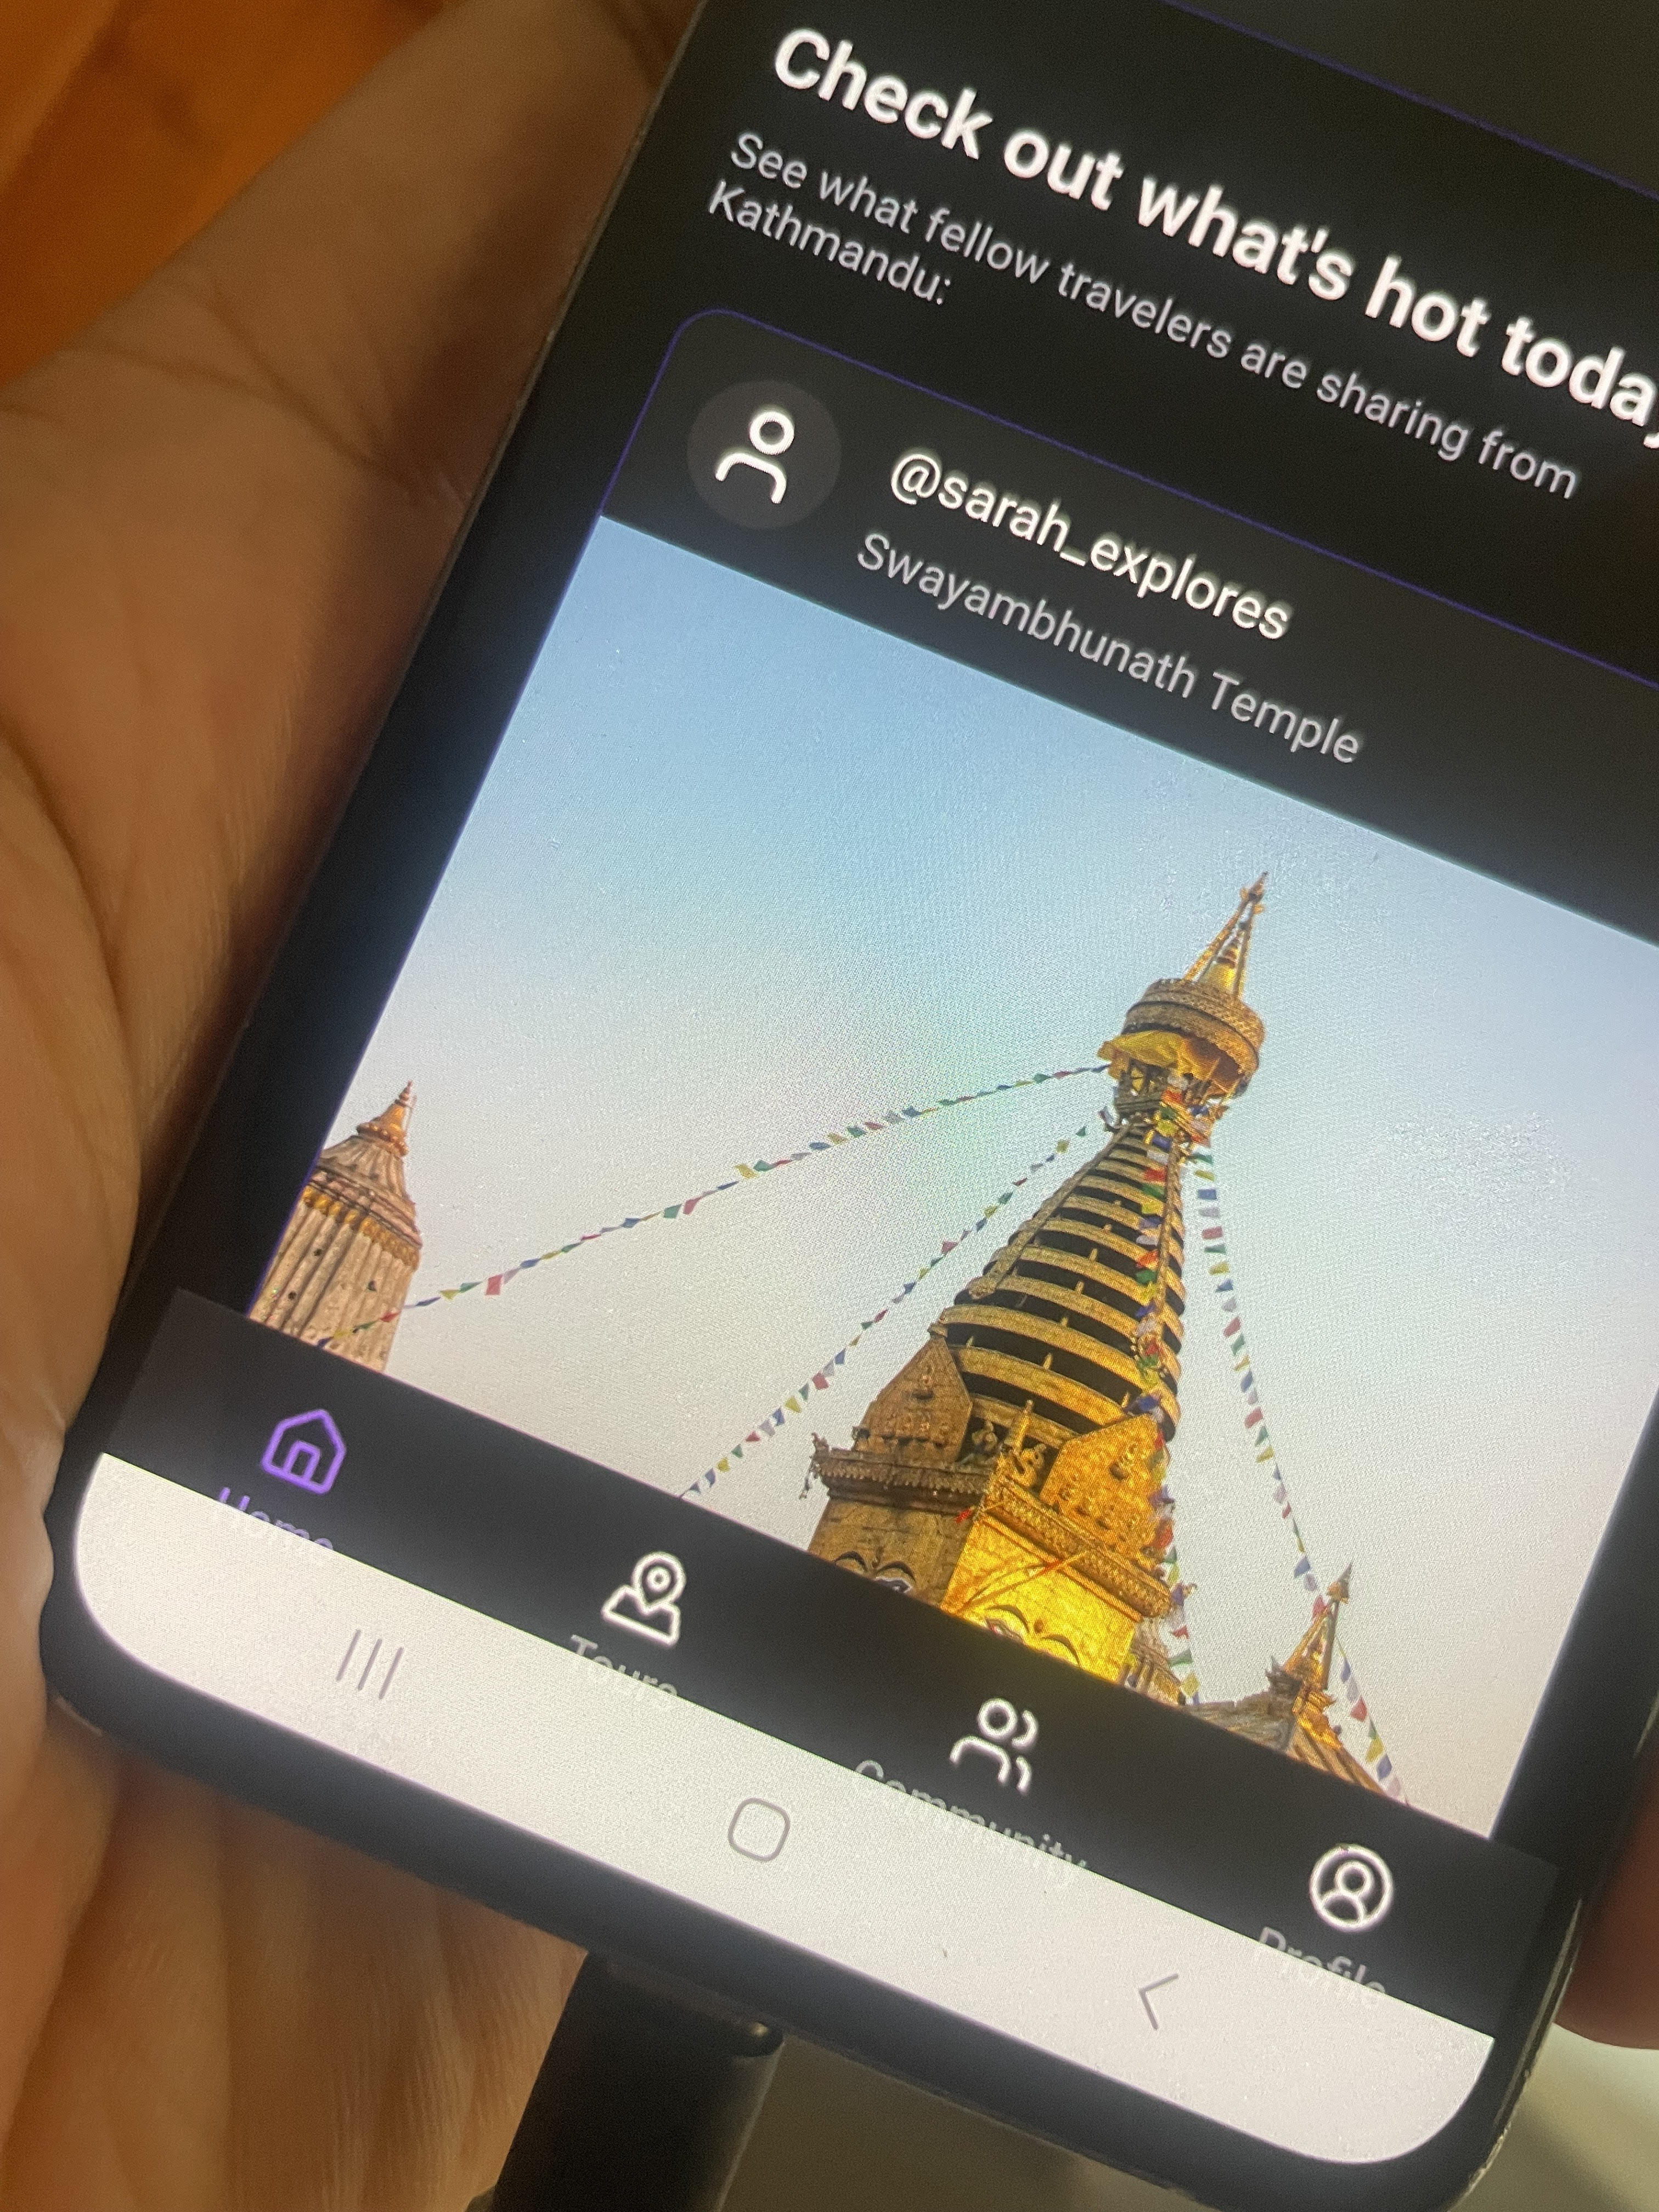 Check out what's hot today
See what fellow travelers are sharing from
Kathmandu:
@sarah_explores
Swayambhunath Temple
Home
Tours
Community
Profile